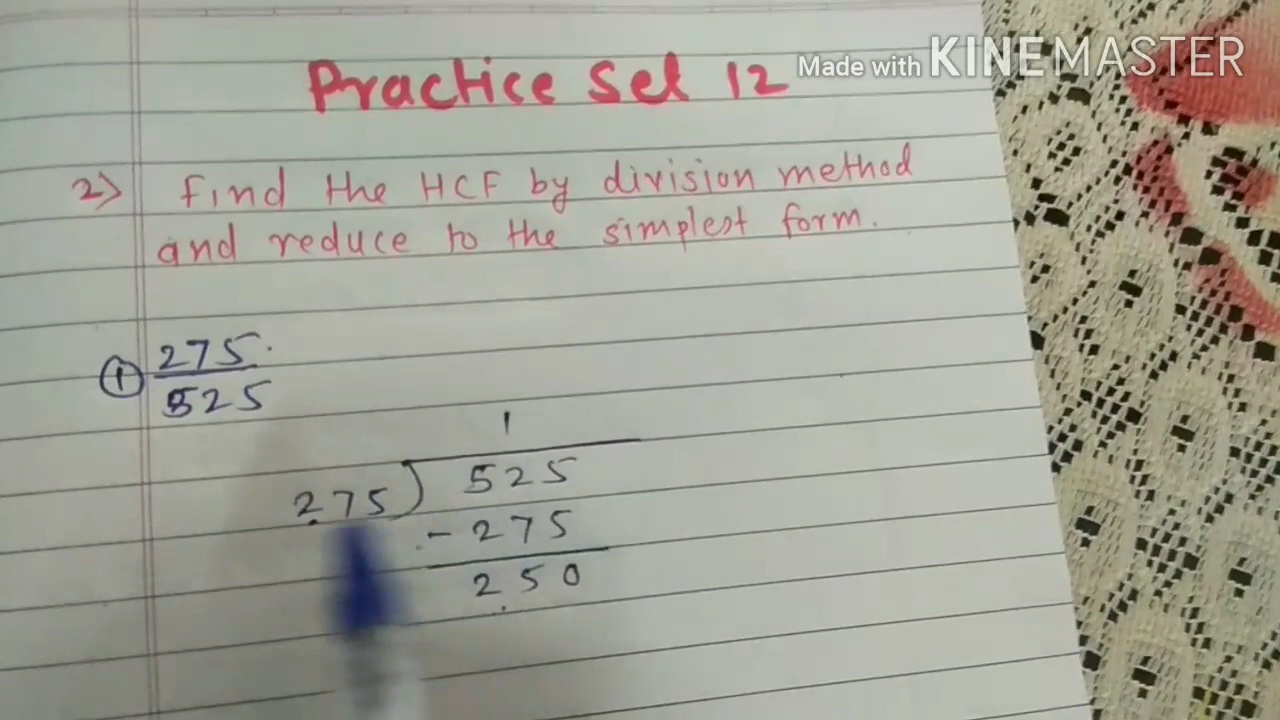 Made with KINEMASTER
Practice Set 12
2) Find the HCF by division method
and reduce to the simplest form.
① 275
525
1
275 ) 525
- 275
250